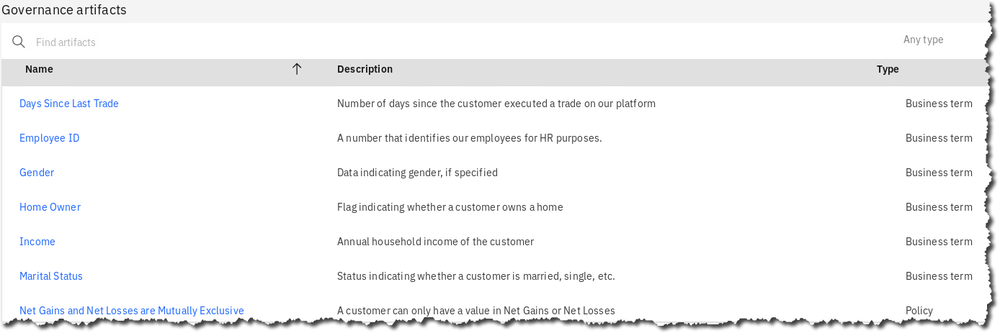 Governance artifacts
Find artifacts Any type
Name Description Type
Days Since Last Trade Number of days since the customer executed a trade on our platform Business term
Employee ID A number that identifies our employees for HR purposes. Business term
Gender Data indicating gender, if specified Business term
Home Owner Flag indicating whether a customer owns a home Business term
Income Annual household income of the customer Business term
Marital Status Status indicating whether a customer is married, single, etc. Business term
Net Gains and Net Losses are Mutually Exclusive A customer can only have a value in Net Gains or Net Losses Policy